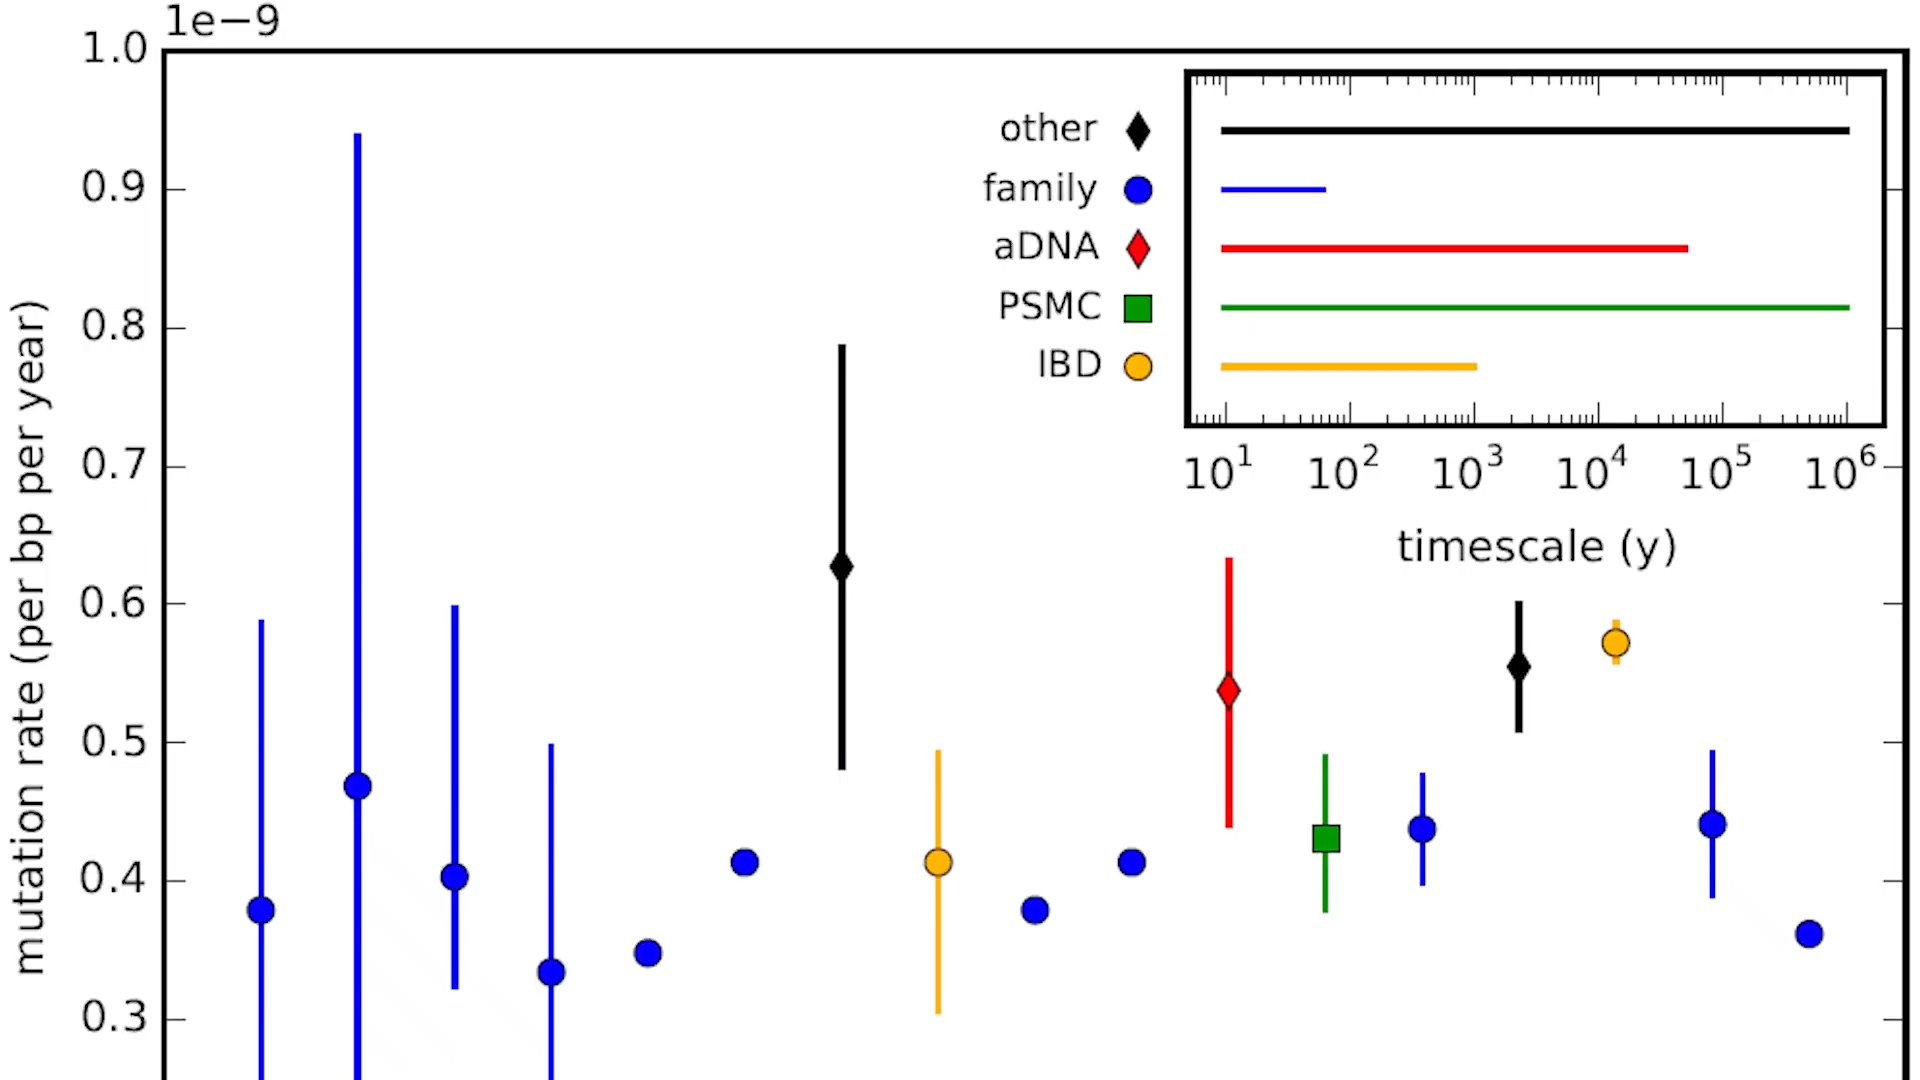 1e−9
1.0
0.9
0.8
0.7
0.6
0.5
0.4
0.3
mutation rate (per bp per year)
other
family
aDNA
PSMC
IBD
10¹ 10² 10³ 10⁴ 10⁵ 10⁶
timescale (y)